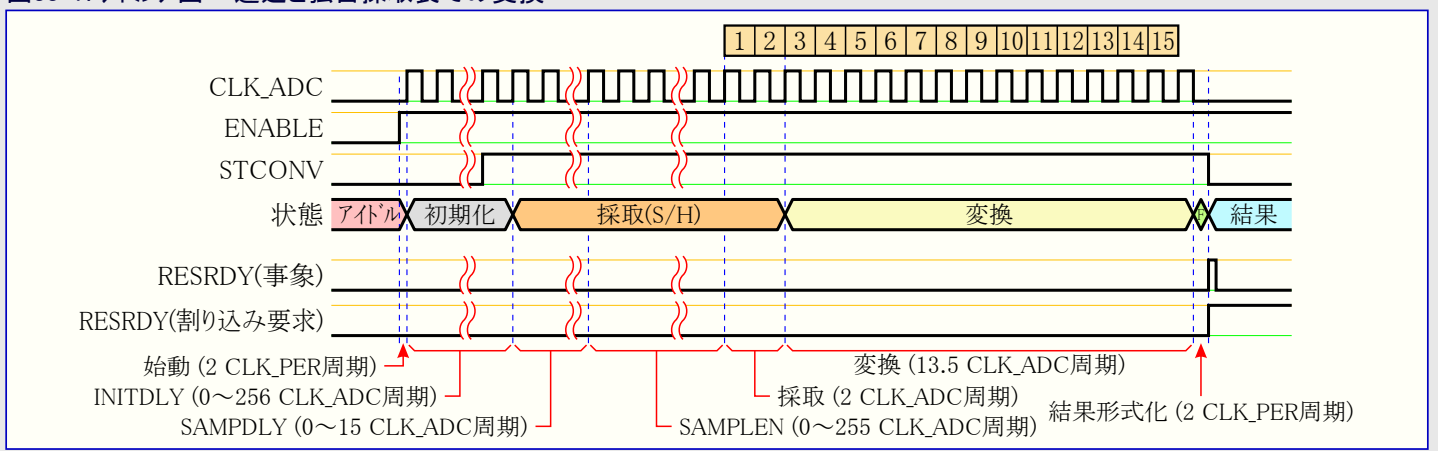 1 2 3 4 5 6 7 8 9 10 11 12 13 14 15
CLK_ADC
ENABLE
STCONV
状態 アイドル 初期化 採取(S/H) 変換 F 結果
RESRDY(事象)
RESRDY(割り込み要求)
始動 (2 CLK_PER周期)
変換 (13.5 CLK_ADC周期)
INITDLY (0～256 CLK_ADC周期)
採取 (2 CLK_ADC周期)
結果形式化 (2 CLK_PER周期)
SAMPDLY (0～15 CLK_ADC周期)
SAMPLEN (0～255 CLK_ADC周期)